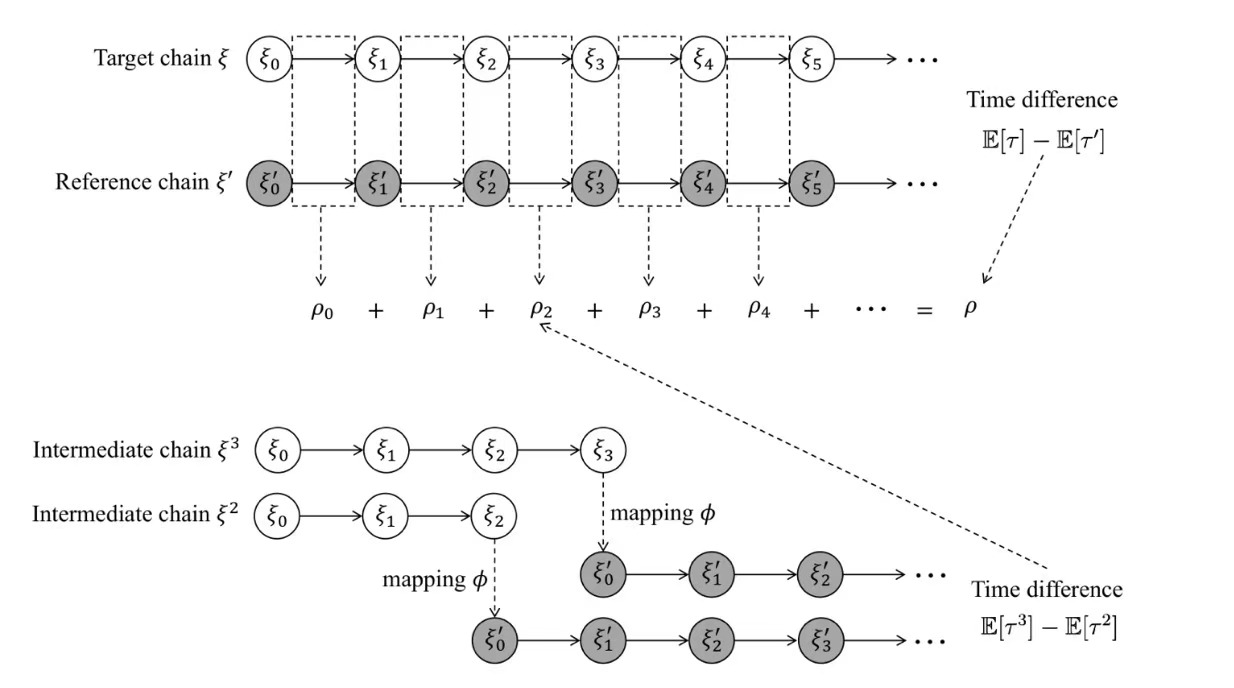 Target chain ξ ξ₀ ξ₁ ξ₂ ξ₃ ξ₄ ξ₅ ⋯
Time difference
𝔼[τ] − 𝔼[τ′]
Reference chain ξ′ ξ′₀ ξ′₁ ξ′₂ ξ′₃ ξ′₄ ξ′₅ ⋯
ρ₀ + ρ₁ + ρ₂ + ρ₃ + ρ₄ + ⋯ = ρ
Intermediate chain ξ³ ξ₀ ξ₁ ξ₂ ξ₃
Intermediate chain ξ² ξ₀ ξ₁ ξ₂
mapping ϕ
mapping ϕ
ξ′₀ ξ′₁ ξ′₂ ⋯
Time difference
𝔼[τ³] − 𝔼[τ²]
ξ′₀ ξ′₁ ξ′₂ ξ′₃ ⋯